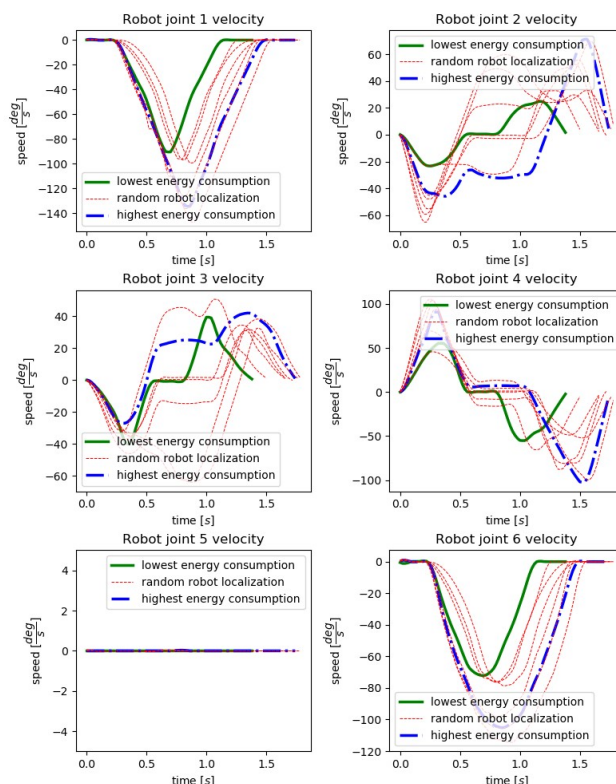 Robot joint 1 velocity
speed [deg/s]
0
−20
−40
−60
−80
−100
−120
−140
lowest energy consumption
random robot localization
highest energy consumption
0.0 0.5 1.0 1.5
time [s]
Robot joint 2 velocity
speed [deg/s]
60
40
20
0
−20
−40
−60
lowest energy consumption
random robot localization
highest energy consumption
0.0 0.5 1.0 1.5
time [s]
Robot joint 3 velocity
speed [deg/s]
40
20
0
−20
−40
−60
lowest energy consumption
random robot localization
highest energy consumption
0.0 0.5 1.0 1.5
time [s]
Robot joint 4 velocity
speed [deg/s]
100
50
0
−50
−100
lowest energy consumption
random robot localization
highest energy consumption
0.0 0.5 1.0 1.5
time [s]
Robot joint 5 velocity
speed [deg/s]
4
2
0
−2
−4
lowest energy consumption
random robot localization
highest energy consumption
0.0 0.5 1.0 1.5
time [s]
Robot joint 6 velocity
speed [deg/s]
0
−20
−40
−60
−80
−100
−120
lowest energy consumption
random robot localization
highest energy consumption
0.0 0.5 1.0 1.5
time [s]